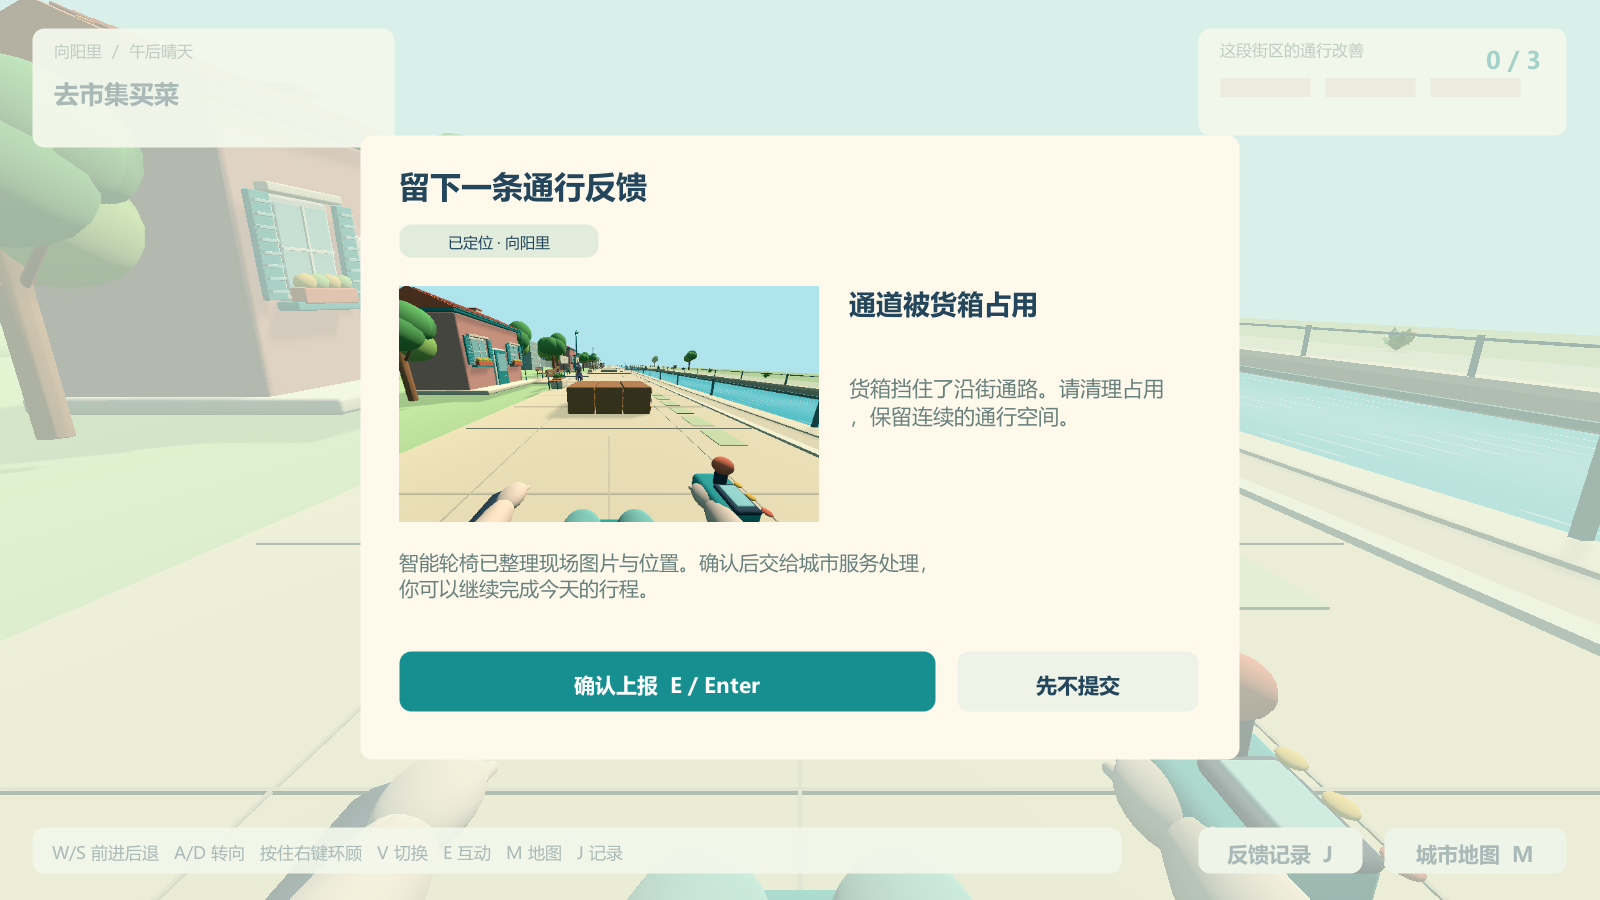 向阳里 / 午后晴天
去市集买菜
这段街区的通行改善
0 / 3
留下一条通行反馈
已定位 · 向阳里
通道被货箱占用
货箱挡住了沿街通路。请清理占用
，保留连续的通行空间。
智能轮椅已整理现场图片与位置。确认后交给城市服务处理，
你可以继续完成今天的行程。
确认上报 E / Enter
先不提交
W/S 前进后退 A/D 转向 按住右键环顾 V 切换 E 互动 M 地图 J 记录
反馈记录 J
城市地图 M